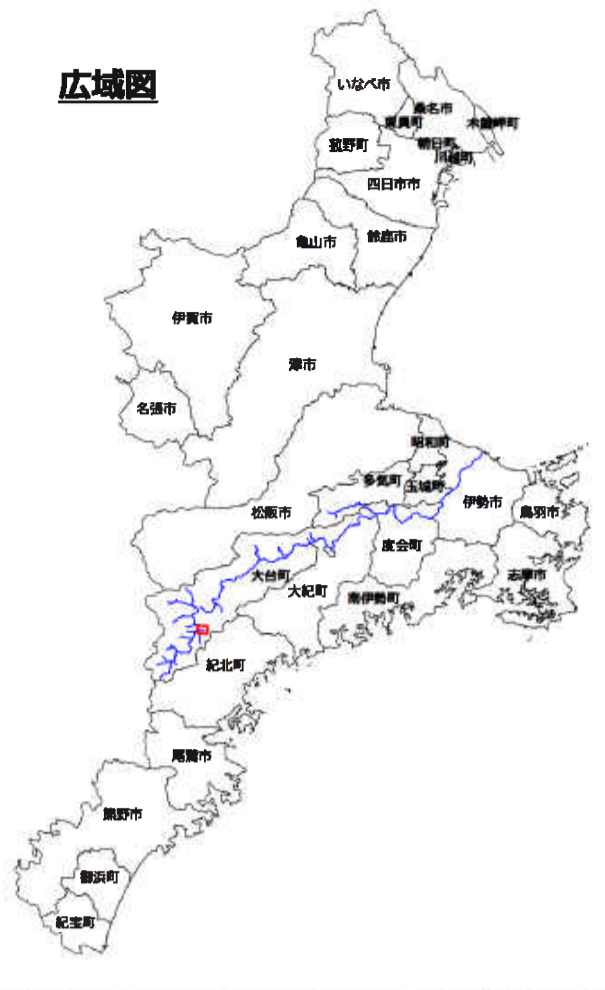 広域図
いなべ市
桑名市
東員町
木曽岬町
朝日町
川越町
菰野町
四日市市
亀山市
鈴鹿市
伊賀市
津市
名張市
明和町
多気町
玉城町
伊勢市
鳥羽市
松阪市
度会町
志摩市
大台町
大紀町
南伊勢町
紀北町
尾鷲市
熊野市
御浜町
紀宝町